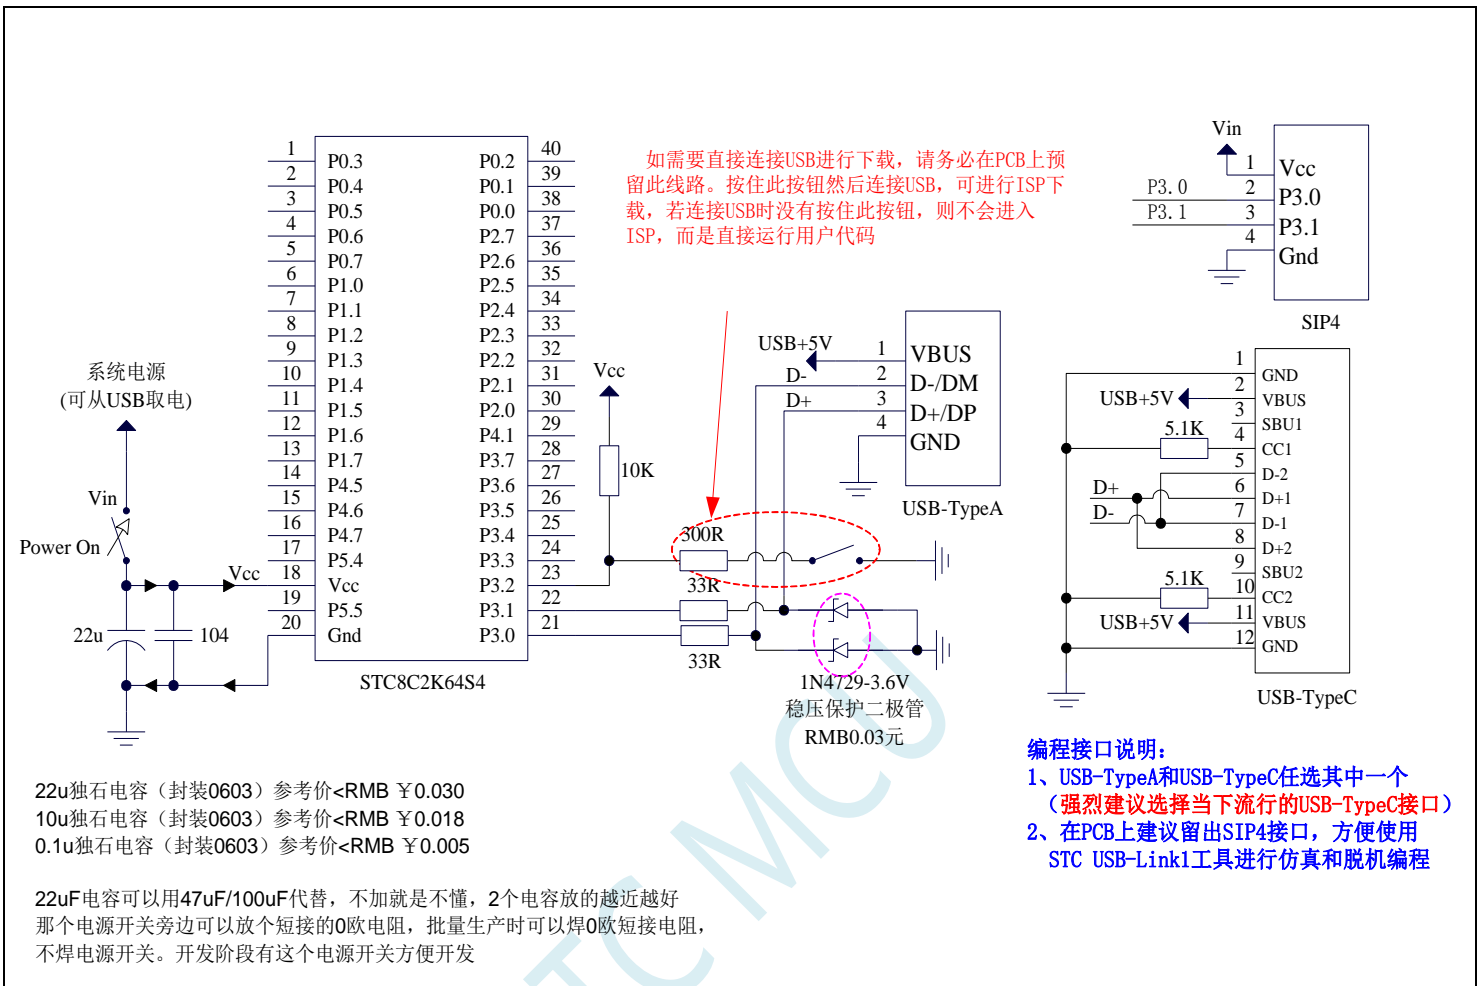 如需要直接连接USB进行下载，请务必在PCB上预
留此线路。按住此按钮然后连接USB，可进行ISP下
载，若连接USB时没有按住此按钮，则不会进入
ISP，而是直接运行用户代码
系统电源
(可从USB取电)
Vin
Power On
Vcc
22u
104
1
P0.3
P0.2
40
2
P0.4
P0.1
39
3
P0.5
P0.0
38
4
P0.6
P2.7
37
5
P0.7
P2.6
36
6
P1.0
P2.5
35
7
P1.1
P2.4
34
8
P1.2
P2.3
33
9
P1.3
P2.2
32
10
P1.4
P2.1
31
11
P1.5
P2.0
30
12
P1.6
P4.1
29
13
P1.7
P3.7
28
14
P4.5
P3.6
27
15
P4.6
P3.5
26
16
P4.7
P3.4
25
17
P5.4
P3.3
24
18
Vcc
P3.2
23
19
P5.5
P3.1
22
20
Gnd
P3.0
21
STC8C2K64S4
Vcc
10K
300R
33R
33R
USB+5V
D-
D+
1
VBUS
2
D-/DM
3
D+/DP
4
GND
USB-TypeA
1N4729-3.6V
稳压保护二极管
RMB0.03元
Vin
P3.0
P3.1
1
Vcc
2
P3.0
3
P3.1
4
Gnd
SIP4
USB+5V
5.1K
D+
D-
5.1K
USB+5V
1
GND
2
VBUS
3
SBU1
4
CC1
5
D-2
6
D+1
7
D-1
8
D+2
9
SBU2
10
CC2
11
VBUS
12
GND
USB-TypeC
编程接口说明：
1、USB-TypeA和USB-TypeC任选其中一个
（强烈建议选择当下流行的USB-TypeC接口）
2、在PCB上建议留出SIP4接口，方便使用
STC USB-Link1工具进行仿真和脱机编程
22u独石电容（封装0603）参考价<RMB ￥0.030
10u独石电容（封装0603）参考价<RMB ￥0.018
0.1u独石电容（封装0603）参考价<RMB ￥0.005
22uF电容可以用47uF/100uF代替，不加就是不懂，2个电容放的越近越好
那个电源开关旁边可以放个短接的0欧电阻，批量生产时可以焊0欧短接电阻，
不焊电源开关。开发阶段有这个电源开关方便开发
STC MCU